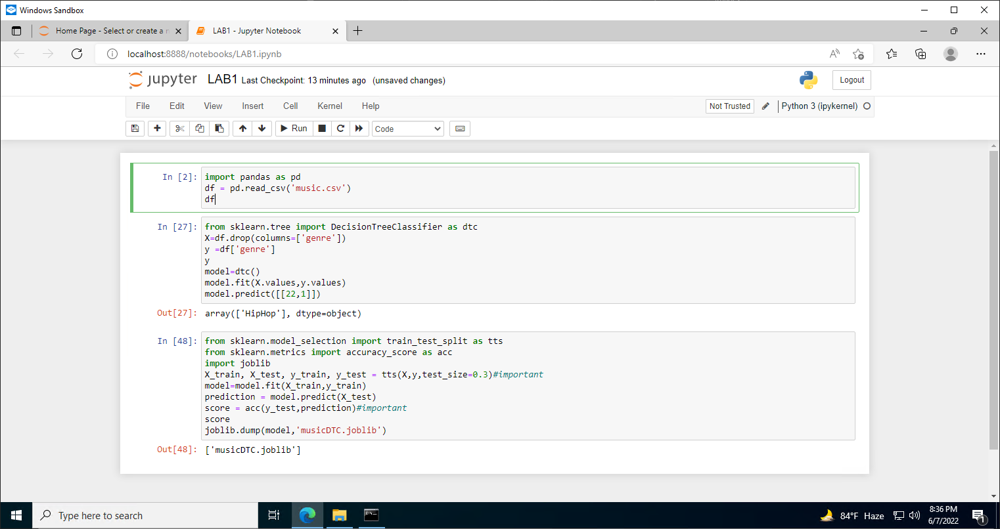 Windows Sandbox
Home Page - Select or create a n
LAB1 - Jupyter Notebook
localhost:8888/notebooks/LAB1.ipynb
jupyter LAB1 Last Checkpoint: 13 minutes ago (unsaved changes)
Logout
File Edit View Insert Cell Kernel Help
Not Trusted Python 3 (ipykernel)
Run
Code
In [2]:
import pandas as pd
df = pd.read_csv('music.csv')
df
In [27]:
from sklearn.tree import DecisionTreeClassifier as dtc
X=df.drop(columns=['genre'])
y =df['genre']
y
model=dtc()
model.fit(X.values,y.values)
model.predict([[22,1]])
Out[27]: array(['HipHop'], dtype=object)
In [48]:
from sklearn.model_selection import train_test_split as tts
from sklearn.metrics import accuracy_score as acc
import joblib
X_train, X_test, y_train, y_test = tts(X,y,test_size=0.3)#important
model=model.fit(X_train,y_train)
prediction = model.predict(X_test)
score = acc(y_test,prediction)#important
score
joblib.dump(model,'musicDTC.joblib')
Out[48]: ['musicDTC.joblib']
Type here to search
84°F Haze
8:36 PM
6/7/2022
1